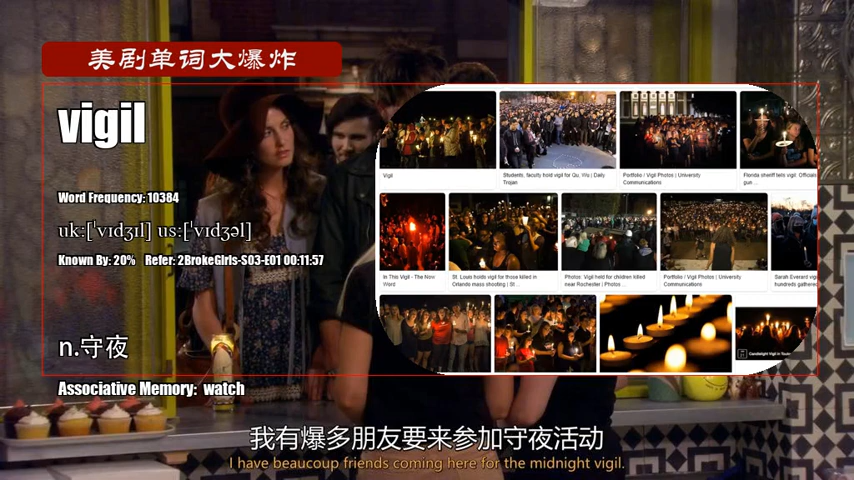 美剧单词大爆炸
vigil
Word Frequency: 10384
uk:[ˈvɪdʒɪl] us:[ˈvɪdʒəl]
Known By: 20% Refer: 2BrokeGirls-S03-E01 00:11:57
n.守夜
Associative Memory: watch
Vigil
Students, faculty hold vigil for Gu, Wu | Daily
Trojan
Portfolio / Vigil Photos | University
Communications
Florida sheriff tells vigil: Officials
gun ...
In This Vigil - The Now
Word
St. Louis holds vigil for those killed in
Orlando mass shooting | St ...
Photos: Vigil held for children killed
near Rochester | Photos ...
Portfolio / Vigil Photos | University
Communications
Sarah Everard vigil
hundreds gathered
Candlelight Vigil in
我有爆多朋友要来参加守夜活动
I have beaucoup friends coming here for the midnight vigil.